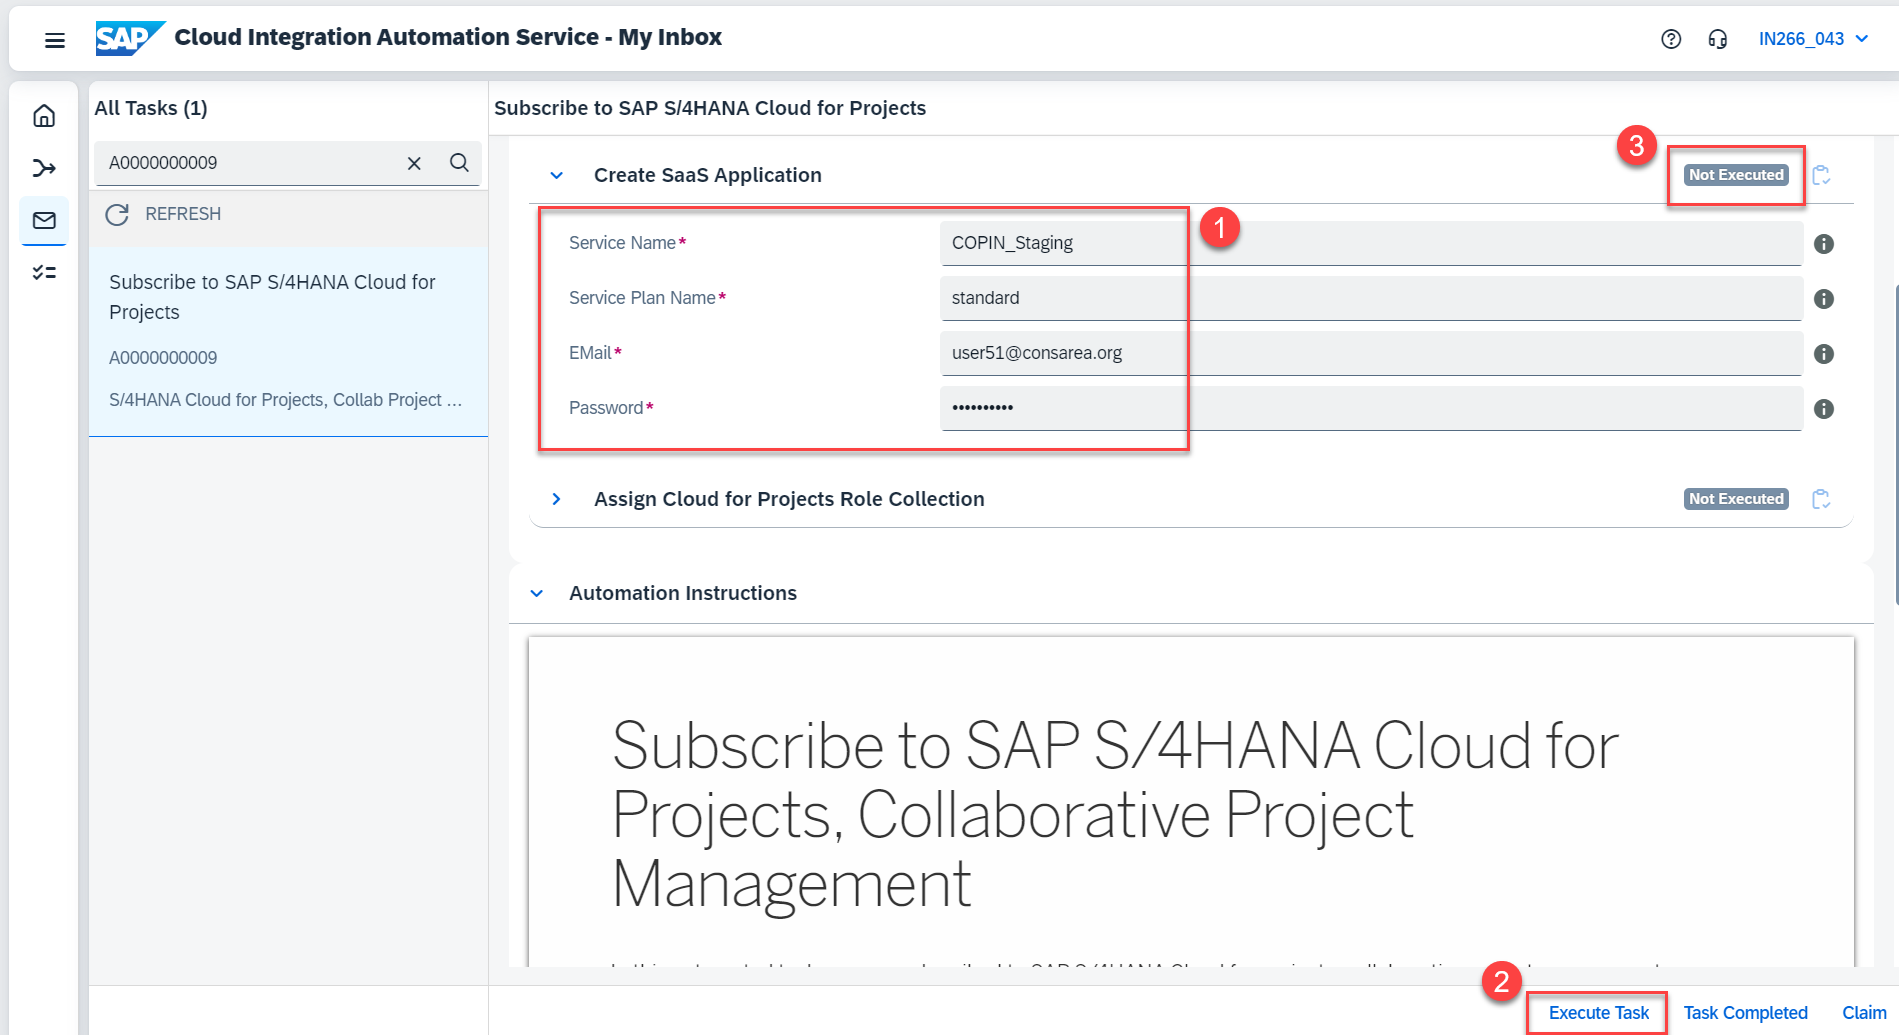 SAP Cloud Integration Automation Service - My Inbox
IN266_043
All Tasks (1)
A0000000009
REFRESH
Subscribe to SAP S/4HANA Cloud for
Projects
A0000000009
S/4HANA Cloud for Projects, Collab Project ...
Subscribe to SAP S/4HANA Cloud for Projects
3
Create SaaS Application
Not Executed
1
Service Name*
COPIN_Staging
Service Plan Name*
standard
EMail*
user51@consarea.org
Password*
••••••••••
Assign Cloud for Projects Role Collection
Not Executed
Automation Instructions
Subscribe to SAP S/4HANA Cloud for
Projects, Collaborative Project
Management
2
Execute Task
Task Completed
Claim